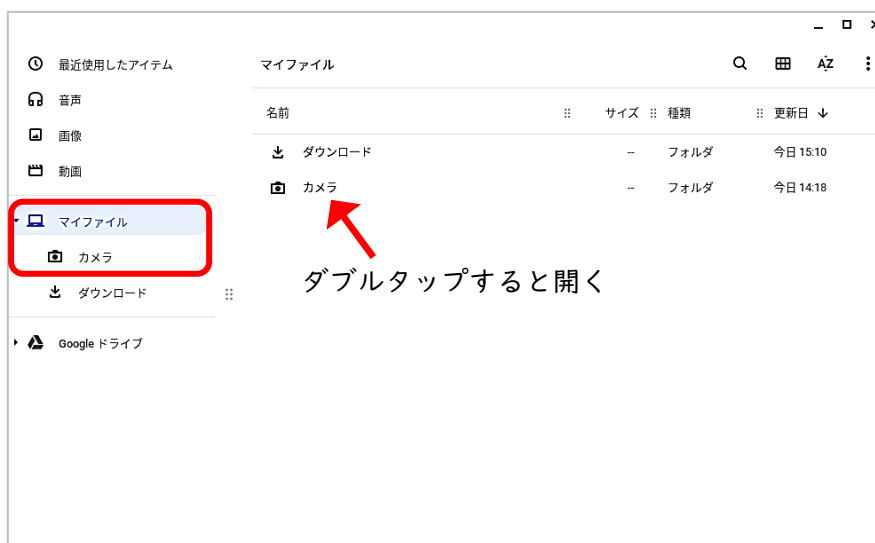 最近使用したアイテム
音声
画像
動画
マイファイル
カメラ
ダウンロード
Google ドライブ
マイファイル
AZ
名前 サイズ 種類 更新日
ダウンロード -- フォルダ 今日 15:10
カメラ -- フォルダ 今日 14:18
ダブルタップすると開く